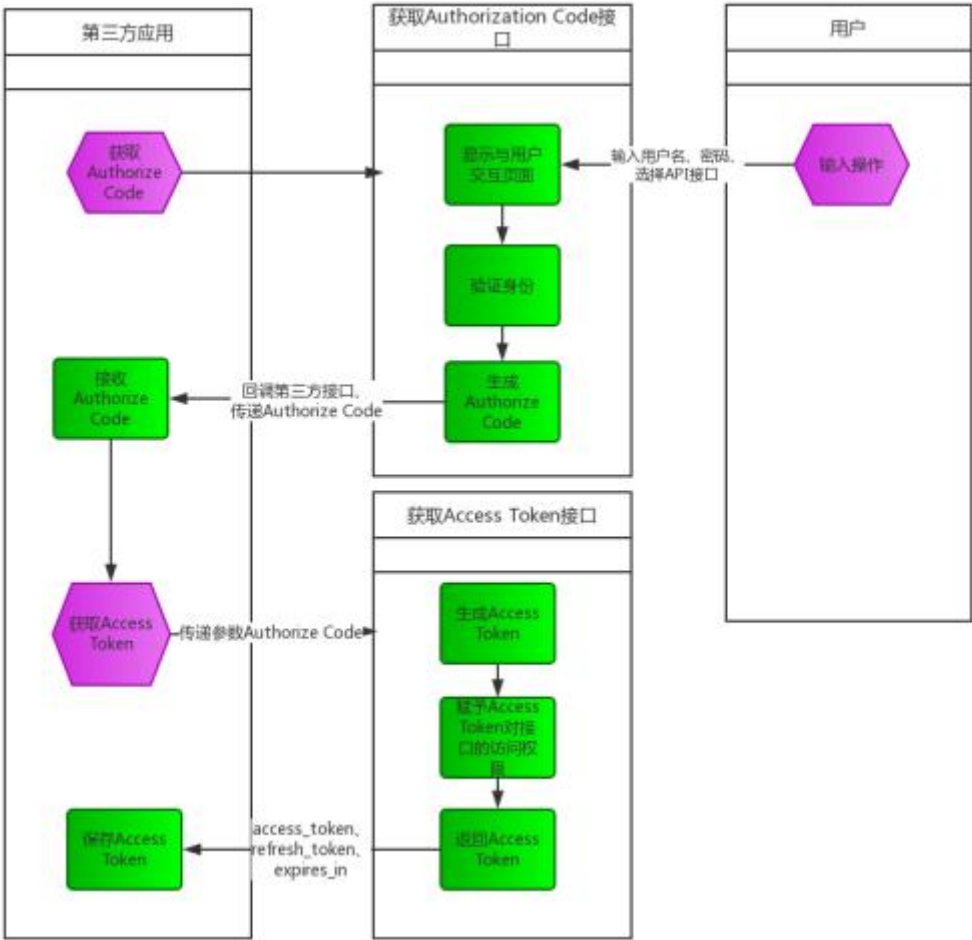 第三方应用
获取Authorization Code接
口
用户
获取
Authorize
Code
显示与用户
交互页面
输入用户名、密码、
选择API接口
输入操作
验证身份
接收
Authorize
Code
回调第三方接口、
传递Authorize Code
生成
Authorize
Code
获取Access Token接口
获取Access
Token
传递参数Authorize Code
生成Access
Token
赋予Access
Token对接
口的访问权
限
保存Access
Token
access_token、
refresh_token、
expires_in
返回Access
Token